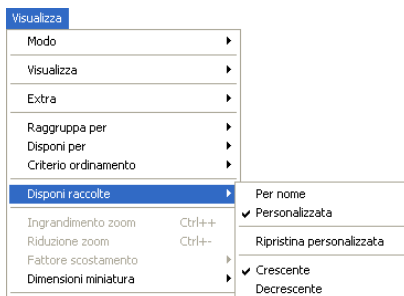 Visualizza
Modo
Visualizza
Extra
Raggruppa per
Disponi per
Criterio ordinamento
Disponi raccolte
Per nome
Personalizzata
Ripristina personalizzata
Crescente
Decrescente
Ingrandimento zoom Ctrl++
Riduzione zoom Ctrl+-
Fattore scostamento
Dimensioni miniatura